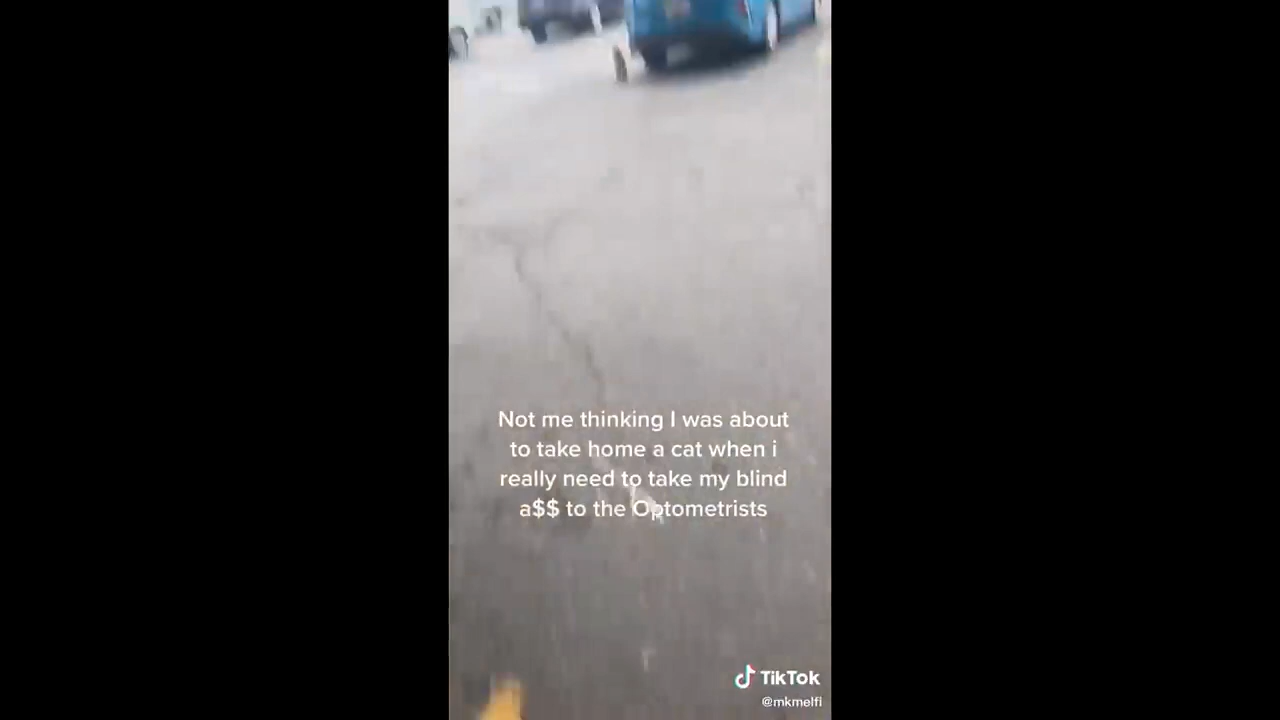 Not me thinking I was about
to take home a cat when i
really need to take my blind
a$$ to the Optometrists
TikTok
@mkmelfi